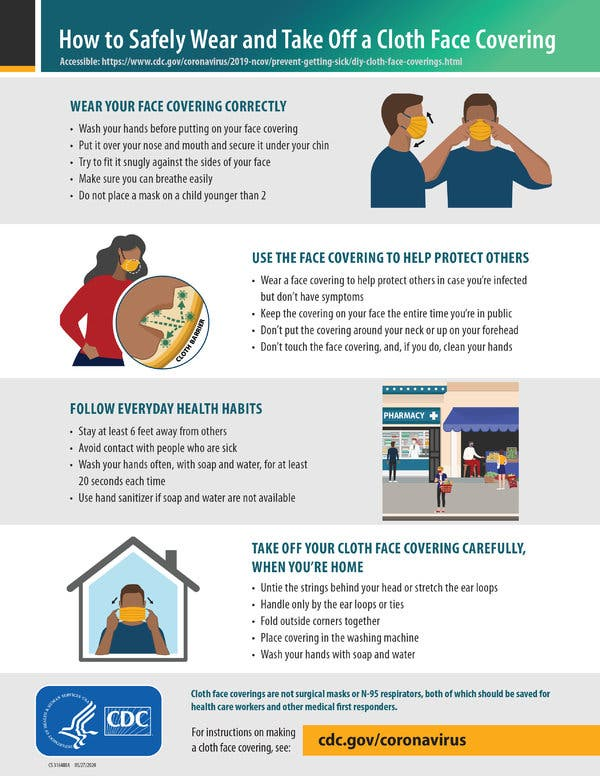 How to Safely Wear and Take Off a Cloth Face Covering
Accessible: https://www.cdc.gov/coronavirus/2019-ncov/prevent-getting-sick/diy-cloth-face-coverings.html
WEAR YOUR FACE COVERING CORRECTLY
• Wash your hands before putting on your face covering
• Put it over your nose and mouth and secure it under your chin
• Try to fit it snugly against the sides of your face
• Make sure you can breathe easily
• Do not place a mask on a child younger than 2
USE THE FACE COVERING TO HELP PROTECT OTHERS
• Wear a face covering to help protect others in case you’re infected
but don’t have symptoms
• Keep the covering on your face the entire time you’re in public
• Don’t put the covering around your neck or up on your forehead
• Don’t touch the face covering, and, if you do, clean your hands
CLOTH BARRIER
FOLLOW EVERYDAY HEALTH HABITS
• Stay at least 6 feet away from others
• Avoid contact with people who are sick
• Wash your hands often, with soap and water, for at least
20 seconds each time
• Use hand sanitizer if soap and water are not available
PHARMACY
TAKE OFF YOUR CLOTH FACE COVERING CAREFULLY,
WHEN YOU’RE HOME
• Untie the strings behind your head or stretch the ear loops
• Handle only by the ear loops or ties
• Fold outside corners together
• Place covering in the washing machine
• Wash your hands with soap and water
DEPARTMENT OF HEALTH & HUMAN SERVICES USA
CDC
Cloth face coverings are not surgical masks or N-95 respirators, both of which should be saved for
health care workers and other medical first responders.
For instructions on making
a cloth face covering, see:
cdc.gov/coronavirus
05/27/2020